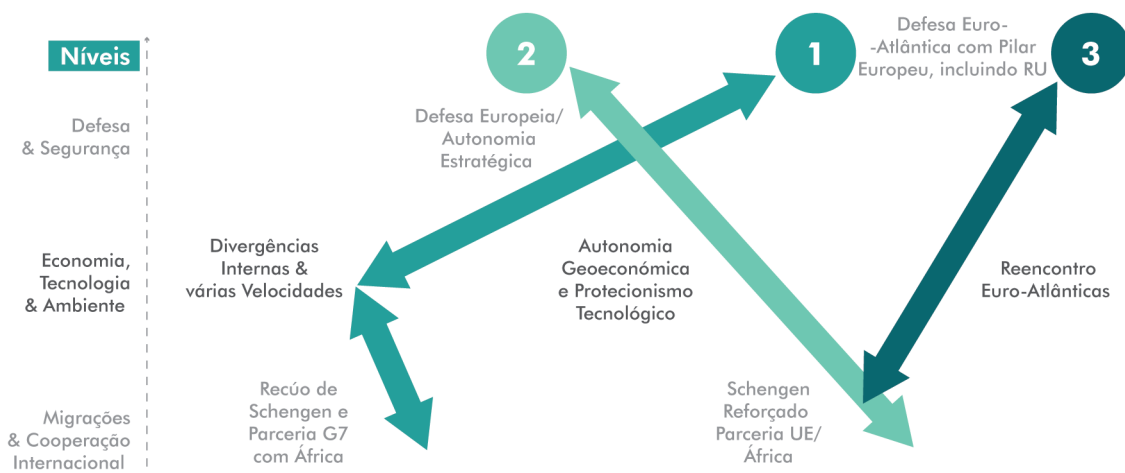 Níveis
2
1
3
Defesa Euro-
-Atlântica com Pilar
Europeu, incluindo RU
Defesa
& Segurança
Defesa Europeia/
Autonomia
Estratégica
Economia,
Tecnologia
& Ambiente
Divergências
Internas &
várias Velocidades
Autonomia
Geoeconómica
e Protecionismo
Tecnológico
Reencontro
Euro-Atlânticas
Migrações
& Cooperação
Internacional
Recúo de
Schengen e
Parceria G7
com África
Schengen
Reforçado
Parceria UE/
África